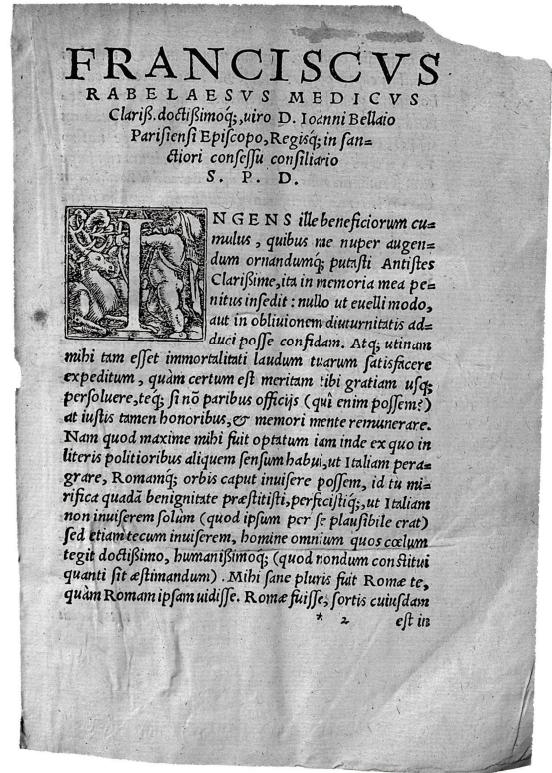 FRANCISCVS
RABELAESVS MEDICVS
Clariß. doctißimoq́;, uiro D. Ioanni Bellaio
Parisiensi Episcopo, Regisq́; in san=
ctiori consessu consiliario
S. P. D.
INGENS ille beneficiorum cu=
mulus, quibus me nuper augen=
dum ornandumq́; putasti Antistes
Clarißime, ita in memoria mea pe=
nitus insedit : nullo ut euelli modo,
aut in obliuionem diuturnitatis ad=
duci posse confidam. Atq; utinam
mihi tam esset immortalitati laudum tuarum satisfacere
expeditum, quàm certum est meritam tibi gratiam usq;
persoluere, teq́; si nõ paribus officijs (quî enim possem?)
at iustis tamen honoribus, & memori mente remunerare.
Nam quod maxime mihi fuit optatum iam inde ex quo in
literis politioribus aliquem sensum habui, ut Italiam pera=
grare, Romamq́; orbis caput inuisere possem, id tu mi=
rifica quadã benignitate præstitisti, perficistiq́;, ut Italiam
non inuiserem solùm (quod ipsum per se plausibile erat)
sed etiam tecum inuiserem, homine omnium quos cœlum
tegit doctißimo, humanißimoq́; (quod nondum constitui
quanti sit æstimandum). Mihi sane pluris fuit Romæ te,
quàm Romam ipsam uidisse. Romæ fuisse, sortis cuiusdam
* 2 est in